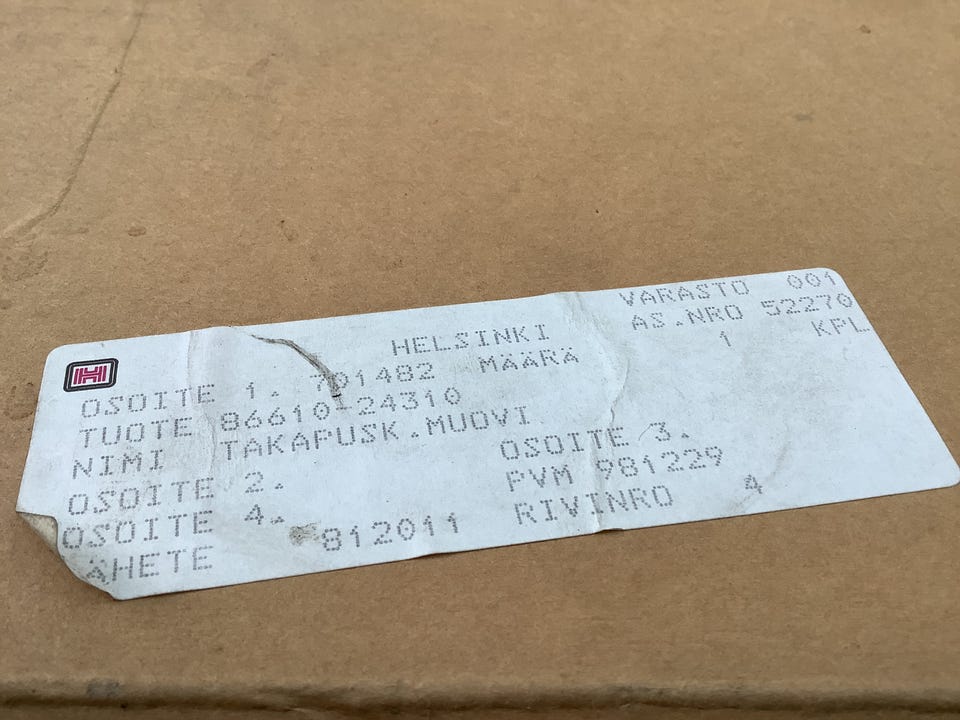 HELSINKI VARASTO 001
OSOITE 1. 701482 AS.NRO 52270
TUOTE 86610-24310 MÄÄRÄ 1 KPL
NIMI TAKAPUSK.MUOVI
OSOITE 2. OSOITE 3.
OSOITE 4. PVM 981229
LÄHETE 812011 RIVINRO 4